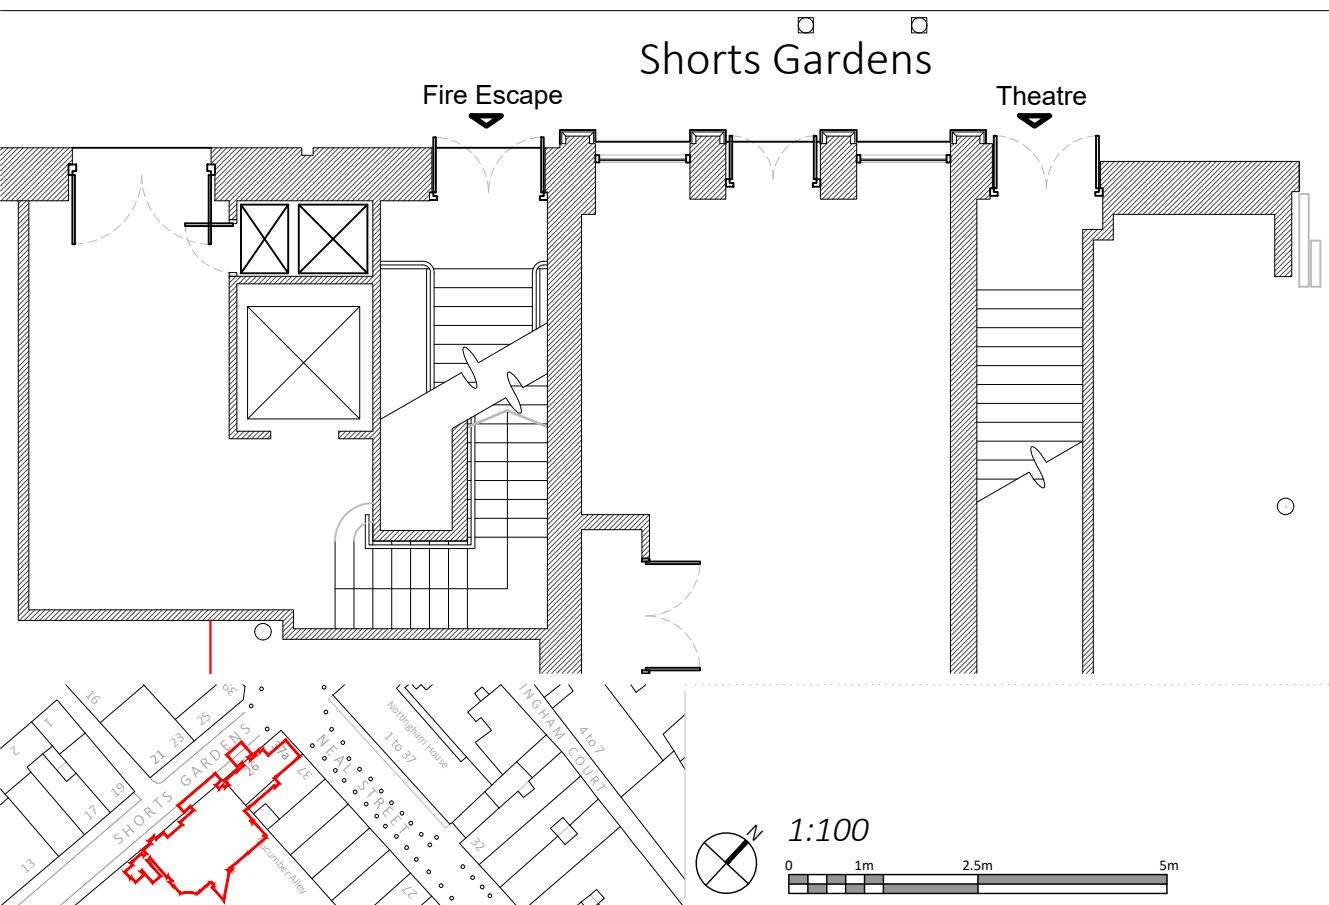 Shorts Gardens
Fire Escape
Theatre
16
1
2
39
25
23
21
19
17
13
SHORTS GARDENS
37a
26
37
NEAL STREET
Nottingham House
1 to 37
INGHAM COURT
4 to 7
32
27
Cucumber Alley
N
1:100
0 1m 2.5m 5m